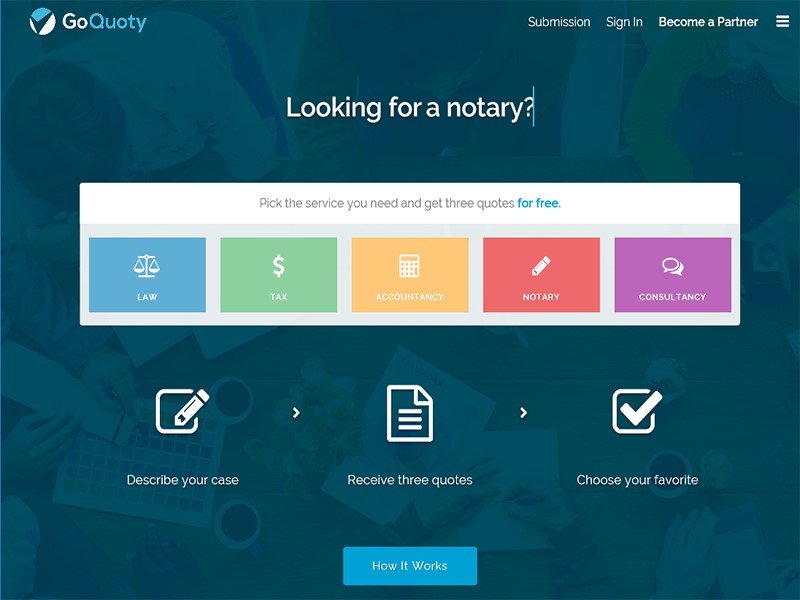 GoQuoty
Submission Sign In Become a Partner
Looking for a notary?
Pick the service you need and get three quotes for free.
LAW TAX ACCOUNTANCY NOTARY CONSULTANCY
Describe your case Receive three quotes Choose your favorite
How It Works